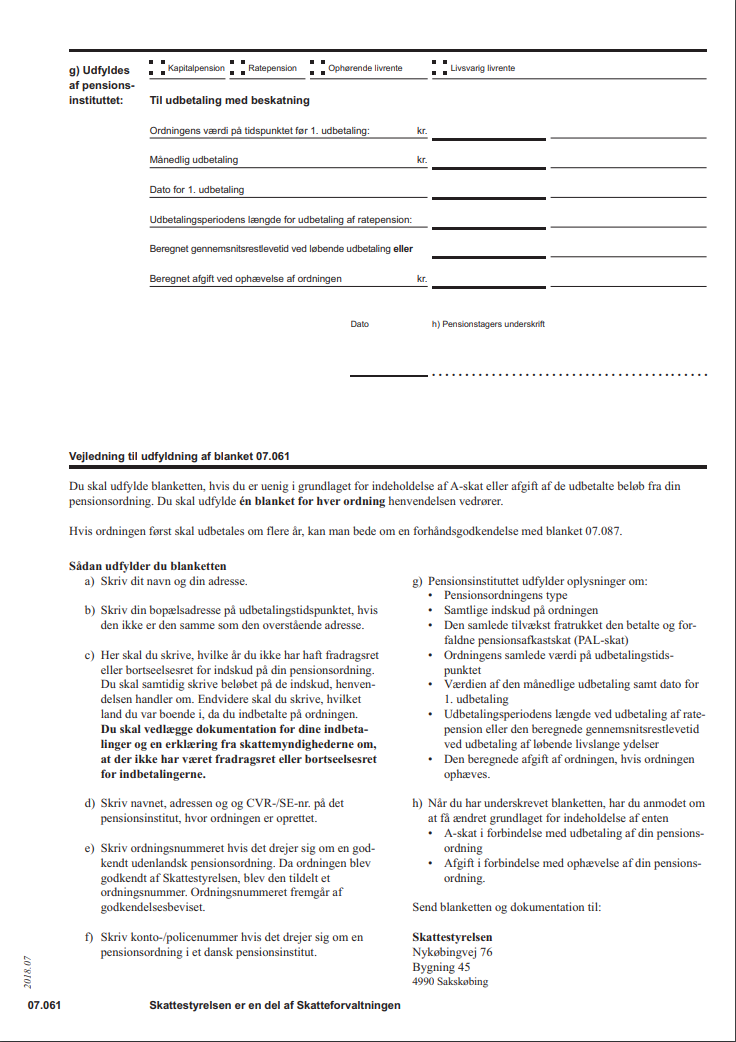 g) Udfyldes
af pensions-
instituttet:
Kapitalpension Ratepension Ophørende livrente Livsvarig livrente
Til udbetaling med beskatning
Ordningens værdi på tidspunktet før 1. udbetaling: kr.
Månedlig udbetaling kr.
Dato for 1. udbetaling
Udbetalingsperiodens længde for udbetaling af ratepension:
Beregnet gennemsnitsrestlevetid ved løbende udbetaling eller
Beregnet afgift ved ophævelse af ordningen kr.
Dato h) Pensionstagers underskrift
Vejledning til udfyldning af blanket 07.061
Du skal udfylde blanketten, hvis du er uenig i grundlaget for indeholdelse af A-skat eller afgift af de udbetalte beløb fra din
pensionsordning. Du skal udfylde én blanket for hver ordning henvendelsen vedrører.
Hvis ordningen først skal udbetales om flere år, kan man bede om en forhåndsgodkendelse med blanket 07.087.
Sådan udfylder du blanketten
a) Skriv dit navn og din adresse.
b) Skriv din bopælsadresse på udbetalingstidspunktet, hvis
den ikke er den samme som den overstående adresse.
c) Her skal du skrive, hvilke år du ikke har haft fradragsret
eller bortseelsesret for indskud på din pensionsordning.
Du skal samtidig skrive beløbet på de indskud, henven-
delsen handler om. Endvidere skal du skrive, hvilket
land du var boende i, da du indbetalte på ordningen.
Du skal vedlægge dokumentation for dine indbeta-
linger og en erklæring fra skattemyndighederne om,
at der ikke har været fradragsret eller bortseelsesret
for indbetalingerne.
d) Skriv navnet, adressen og og CVR-/SE-nr. på det
pensionsinstitut, hvor ordningen er oprettet.
e) Skriv ordningsnummeret hvis det drejer sig om en god-
kendt udenlandsk pensionsordning. Da ordningen blev
godkendt af Skattestyrelsen, blev den tildelt et
ordningsnummer. Ordningsnummeret fremgår af
godkendelsesbeviset.
f) Skriv konto-/policenummer hvis det drejer sig om en
pensionsordning i et dansk pensionsinstitut.
g) Pensionsinstituttet udfylder oplysninger om:
• Pensionsordningens type
• Samtlige indskud på ordningen
• Den samlede tilvækst fratrukket den betalte og for-
faldne pensionsafkastskat (PAL-skat)
• Ordningens samlede værdi på udbetalingstids-
punktet
• Værdien af den månedlige udbetaling samt dato for
1. udbetaling
• Udbetalingsperiodens længde ved udbetaling af rate-
pension eller den beregnede gennemsnitsrestlevetid
ved udbetaling af løbende livslange ydelser
• Den beregnede afgift af ordningen, hvis ordningen
ophæves.
h) Når du har underskrevet blanketten, har du anmodet om
at få ændret grundlaget for indeholdelse af enten
• A-skat i forbindelse med udbetaling af din pensions-
ordning
• Afgift i forbindelse med ophævelse af din pensions-
ordning.
Send blanketten og dokumentation til:
Skattestyrelsen
Nykøbingvej 76
Bygning 45
4990 Sakskøbing
2018.07
07.061 Skattestyrelsen er en del af Skatteforvaltningen